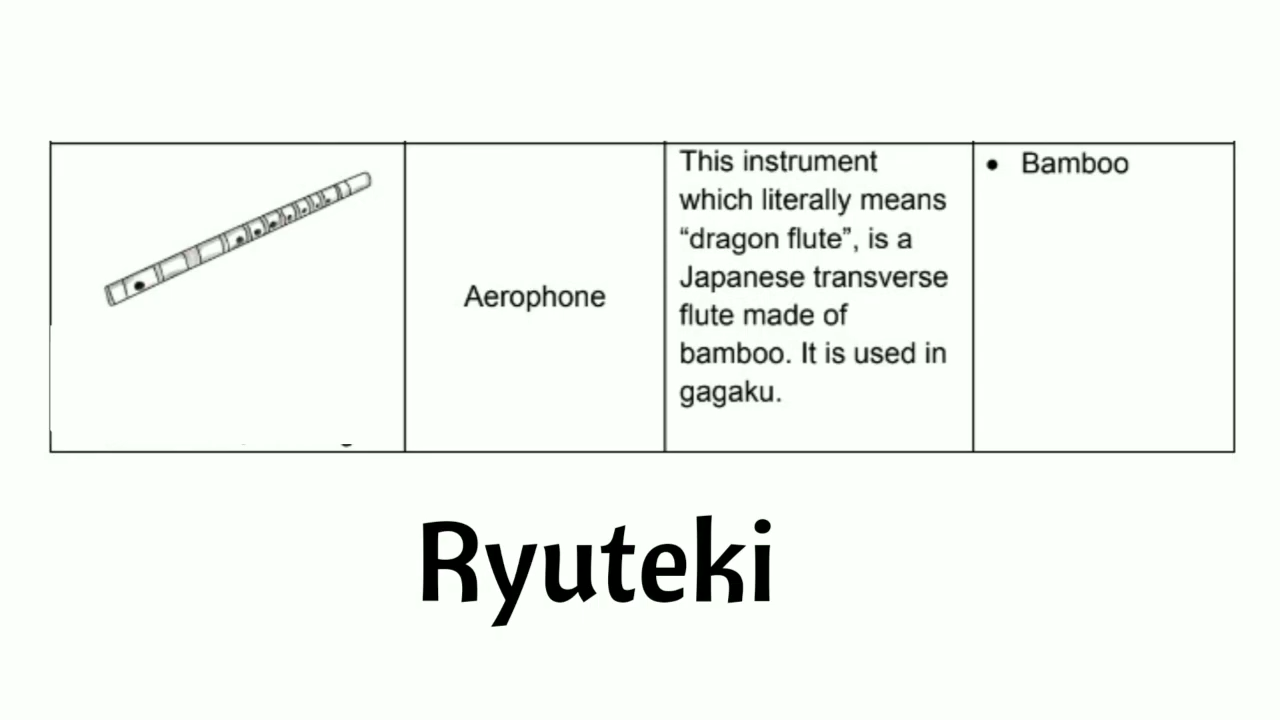 Aerophone
This instrument
which literally means
“dragon flute”, is a
Japanese transverse
flute made of
bamboo. It is used in
gagaku.
• Bamboo
Ryuteki